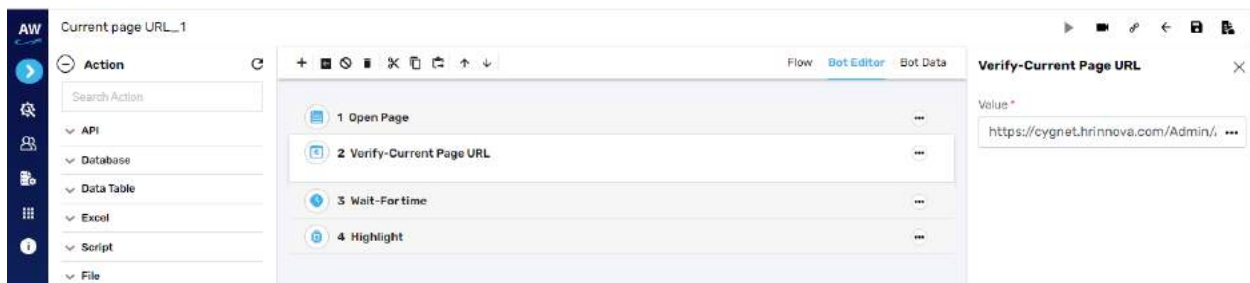 AW
Current page URL_1
Action
Search Action
API
Database
Data Table
Excel
Script
File
Flow
Bot Editor
Bot Data
1 Open Page
2 Verify-Current Page URL
3 Wait-For time
4 Highlight
Verify-Current Page URL
Value *
https://cygnet.hrinnova.com/Admin/